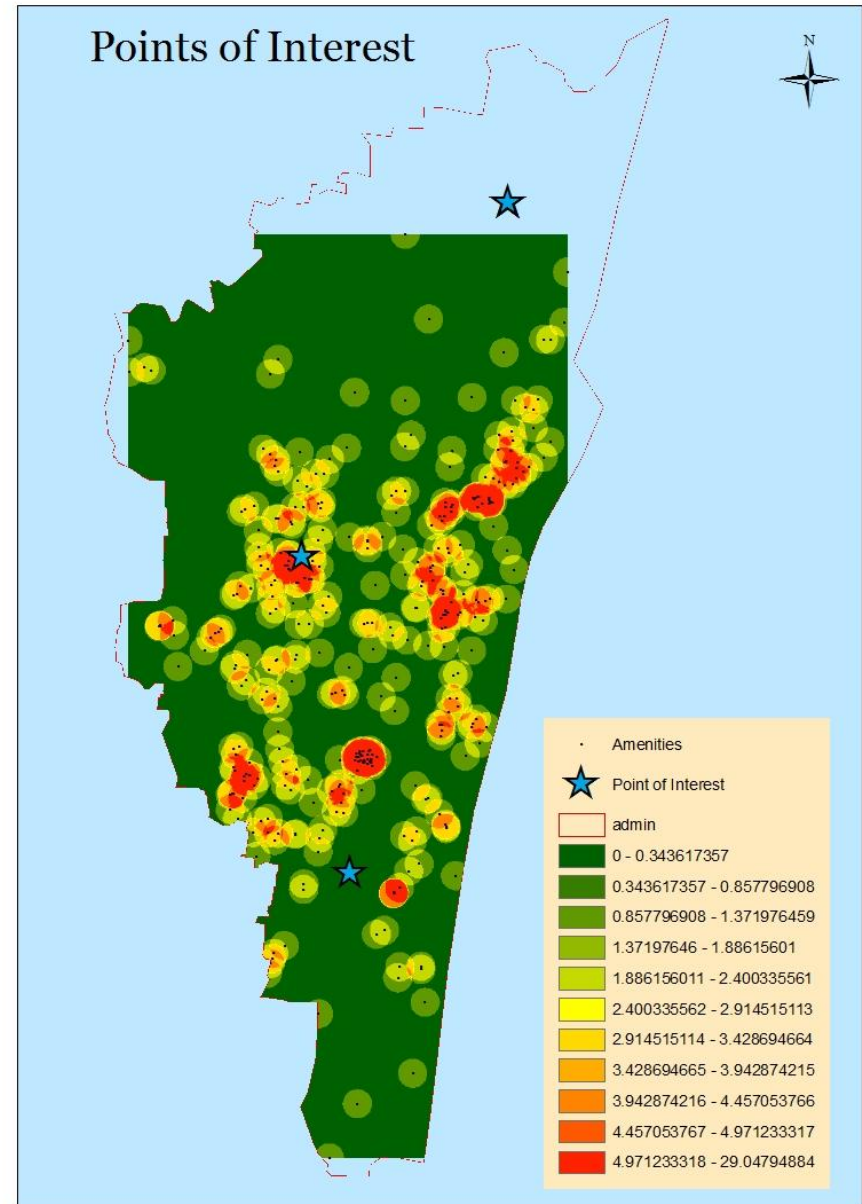 Points of Interest
N
Amenities
Point of Interest
admin
0 - 0.343617357
0.343617357 - 0.857796908
0.857796908 - 1.371976459
1.37197646 - 1.88615601
1.886156011 - 2.400335561
2.400335562 - 2.914515113
2.914515114 - 3.428694664
3.428694665 - 3.942874215
3.942874216 - 4.457053766
4.457053767 - 4.971233317
4.971233318 - 29.04794884